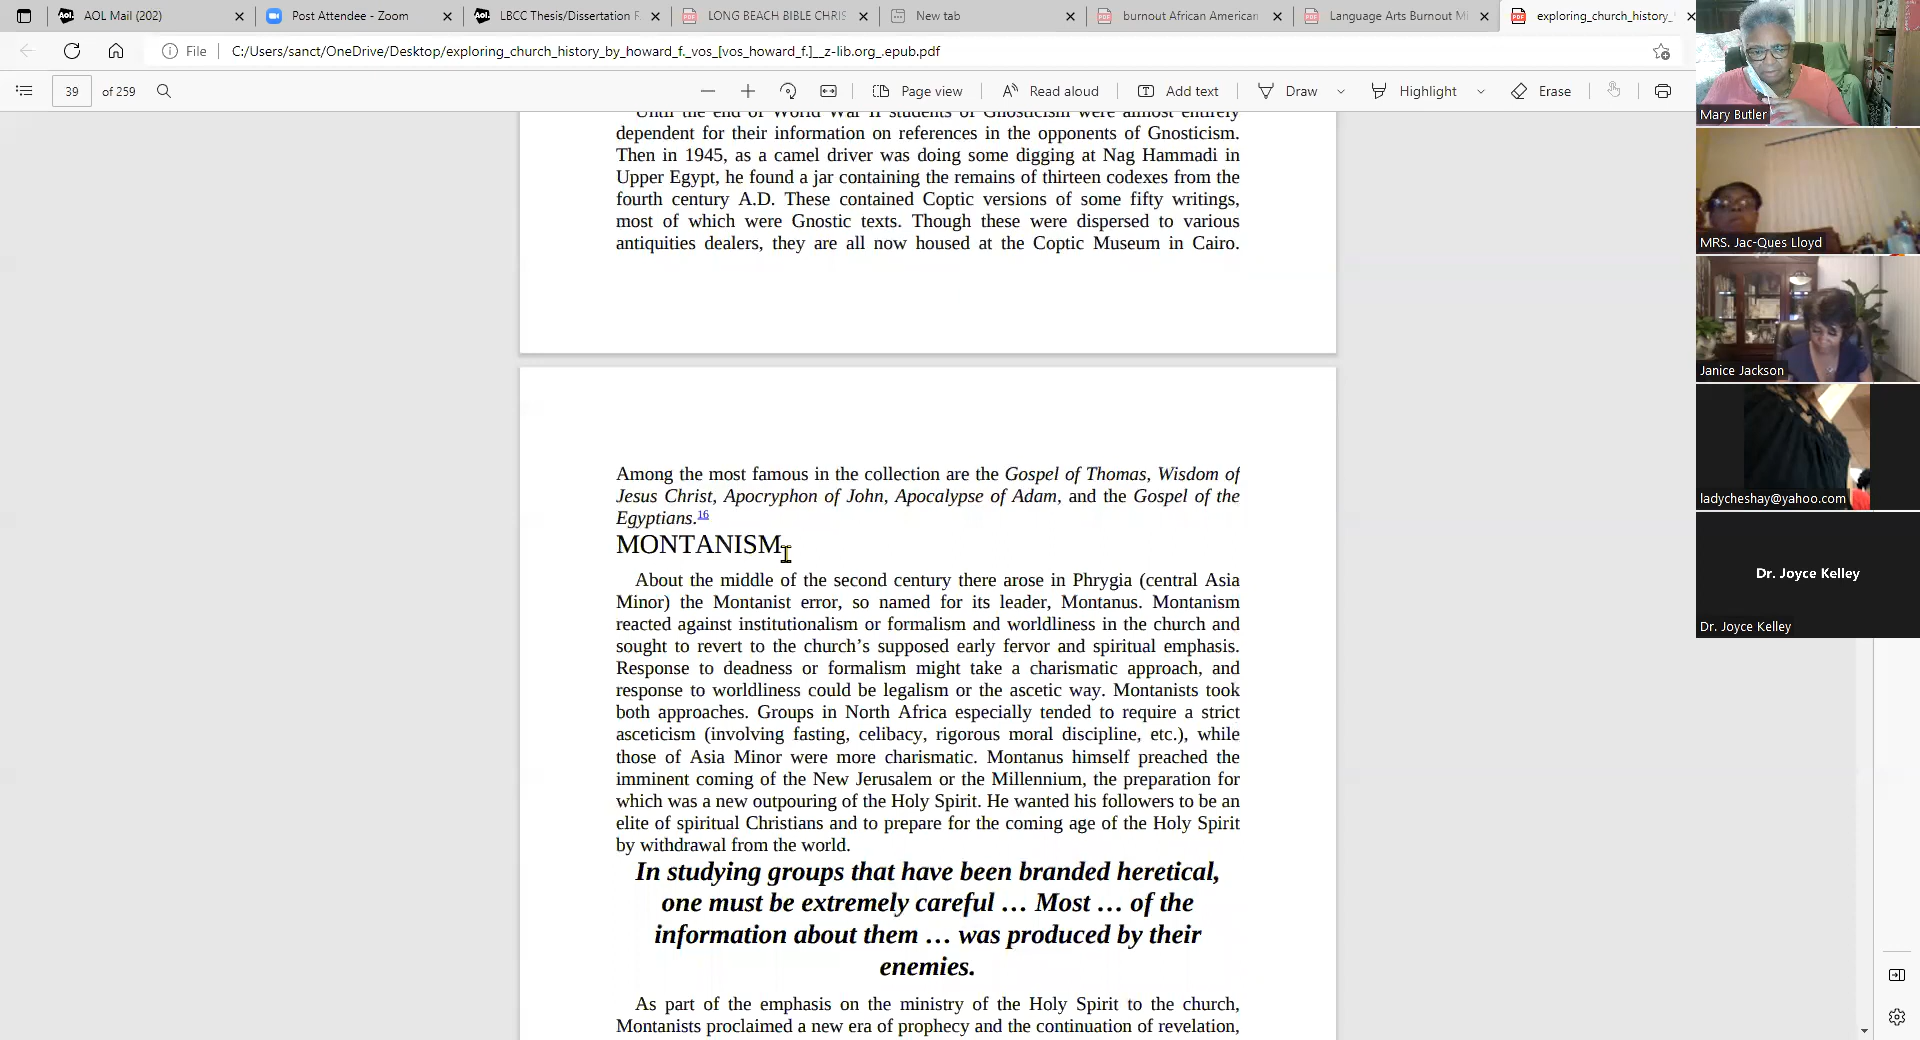 AOL Mail (202)
Post Attendee - Zoom
LBCC Thesis/Dissertation
LONG BEACH BIBLE CHRIS
New tab
burnout African American
Language Arts Burnout M
exploring_church_history_
File
C:/Users/sanct/OneDrive/Desktop/exploring_church_history_by_howard_f._vos_[vos_howard_f.]__z-lib.org_.epub.pdf
39 of 259
Page view
Read aloud
Add text
Draw
Highlight
Erase
Until the end of World War II students of Gnosticism were almost entirely
dependent for their information on references in the opponents of Gnosticism.
Then in 1945, as a camel driver was doing some digging at Nag Hammadi in
Upper Egypt, he found a jar containing the remains of thirteen codexes from the
fourth century A.D. These contained Coptic versions of some fifty writings,
most of which were Gnostic texts. Though these were dispersed to various
antiquities dealers, they are all now housed at the Coptic Museum in Cairo.
Among the most famous in the collection are the Gospel of Thomas, Wisdom of
Jesus Christ, Apocryphon of John, Apocalypse of Adam, and the Gospel of the
Egyptians.16
MONTANISM
About the middle of the second century there arose in Phrygia (central Asia
Minor) the Montanist error, so named for its leader, Montanus. Montanism
reacted against institutionalism or formalism and worldliness in the church and
sought to revert to the church’s supposed early fervor and spiritual emphasis.
Response to deadness or formalism might take a charismatic approach, and
response to worldliness could be legalism or the ascetic way. Montanists took
both approaches. Groups in North Africa especially tended to require a strict
asceticism (involving fasting, celibacy, rigorous moral discipline, etc.), while
those of Asia Minor were more charismatic. Montanus himself preached the
imminent coming of the New Jerusalem or the Millennium, the preparation for
which was a new outpouring of the Holy Spirit. He wanted his followers to be an
elite of spiritual Christians and to prepare for the coming age of the Holy Spirit
by withdrawal from the world.
In studying groups that have been branded heretical,
one must be extremely careful … Most … of the
information about them … was produced by their
enemies.
As part of the emphasis on the ministry of the Holy Spirit to the church,
Montanists proclaimed a new era of prophecy and the continuation of revelation,
Mary Butler
MRS. Jac-Ques Lloyd
Janice Jackson
ladycheshay@yahoo.com
Dr. Joyce Kelley
Dr. Joyce Kelley